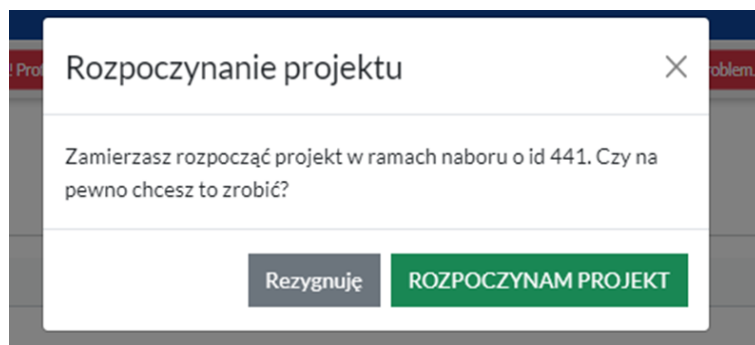 Rozpoczynanie projektu
Zamierzasz rozpocząć projekt w ramach naboru o id 441. Czy na
pewno chcesz to zrobić?
Rezygnuję
ROZPOCZYNAM PROJEKT